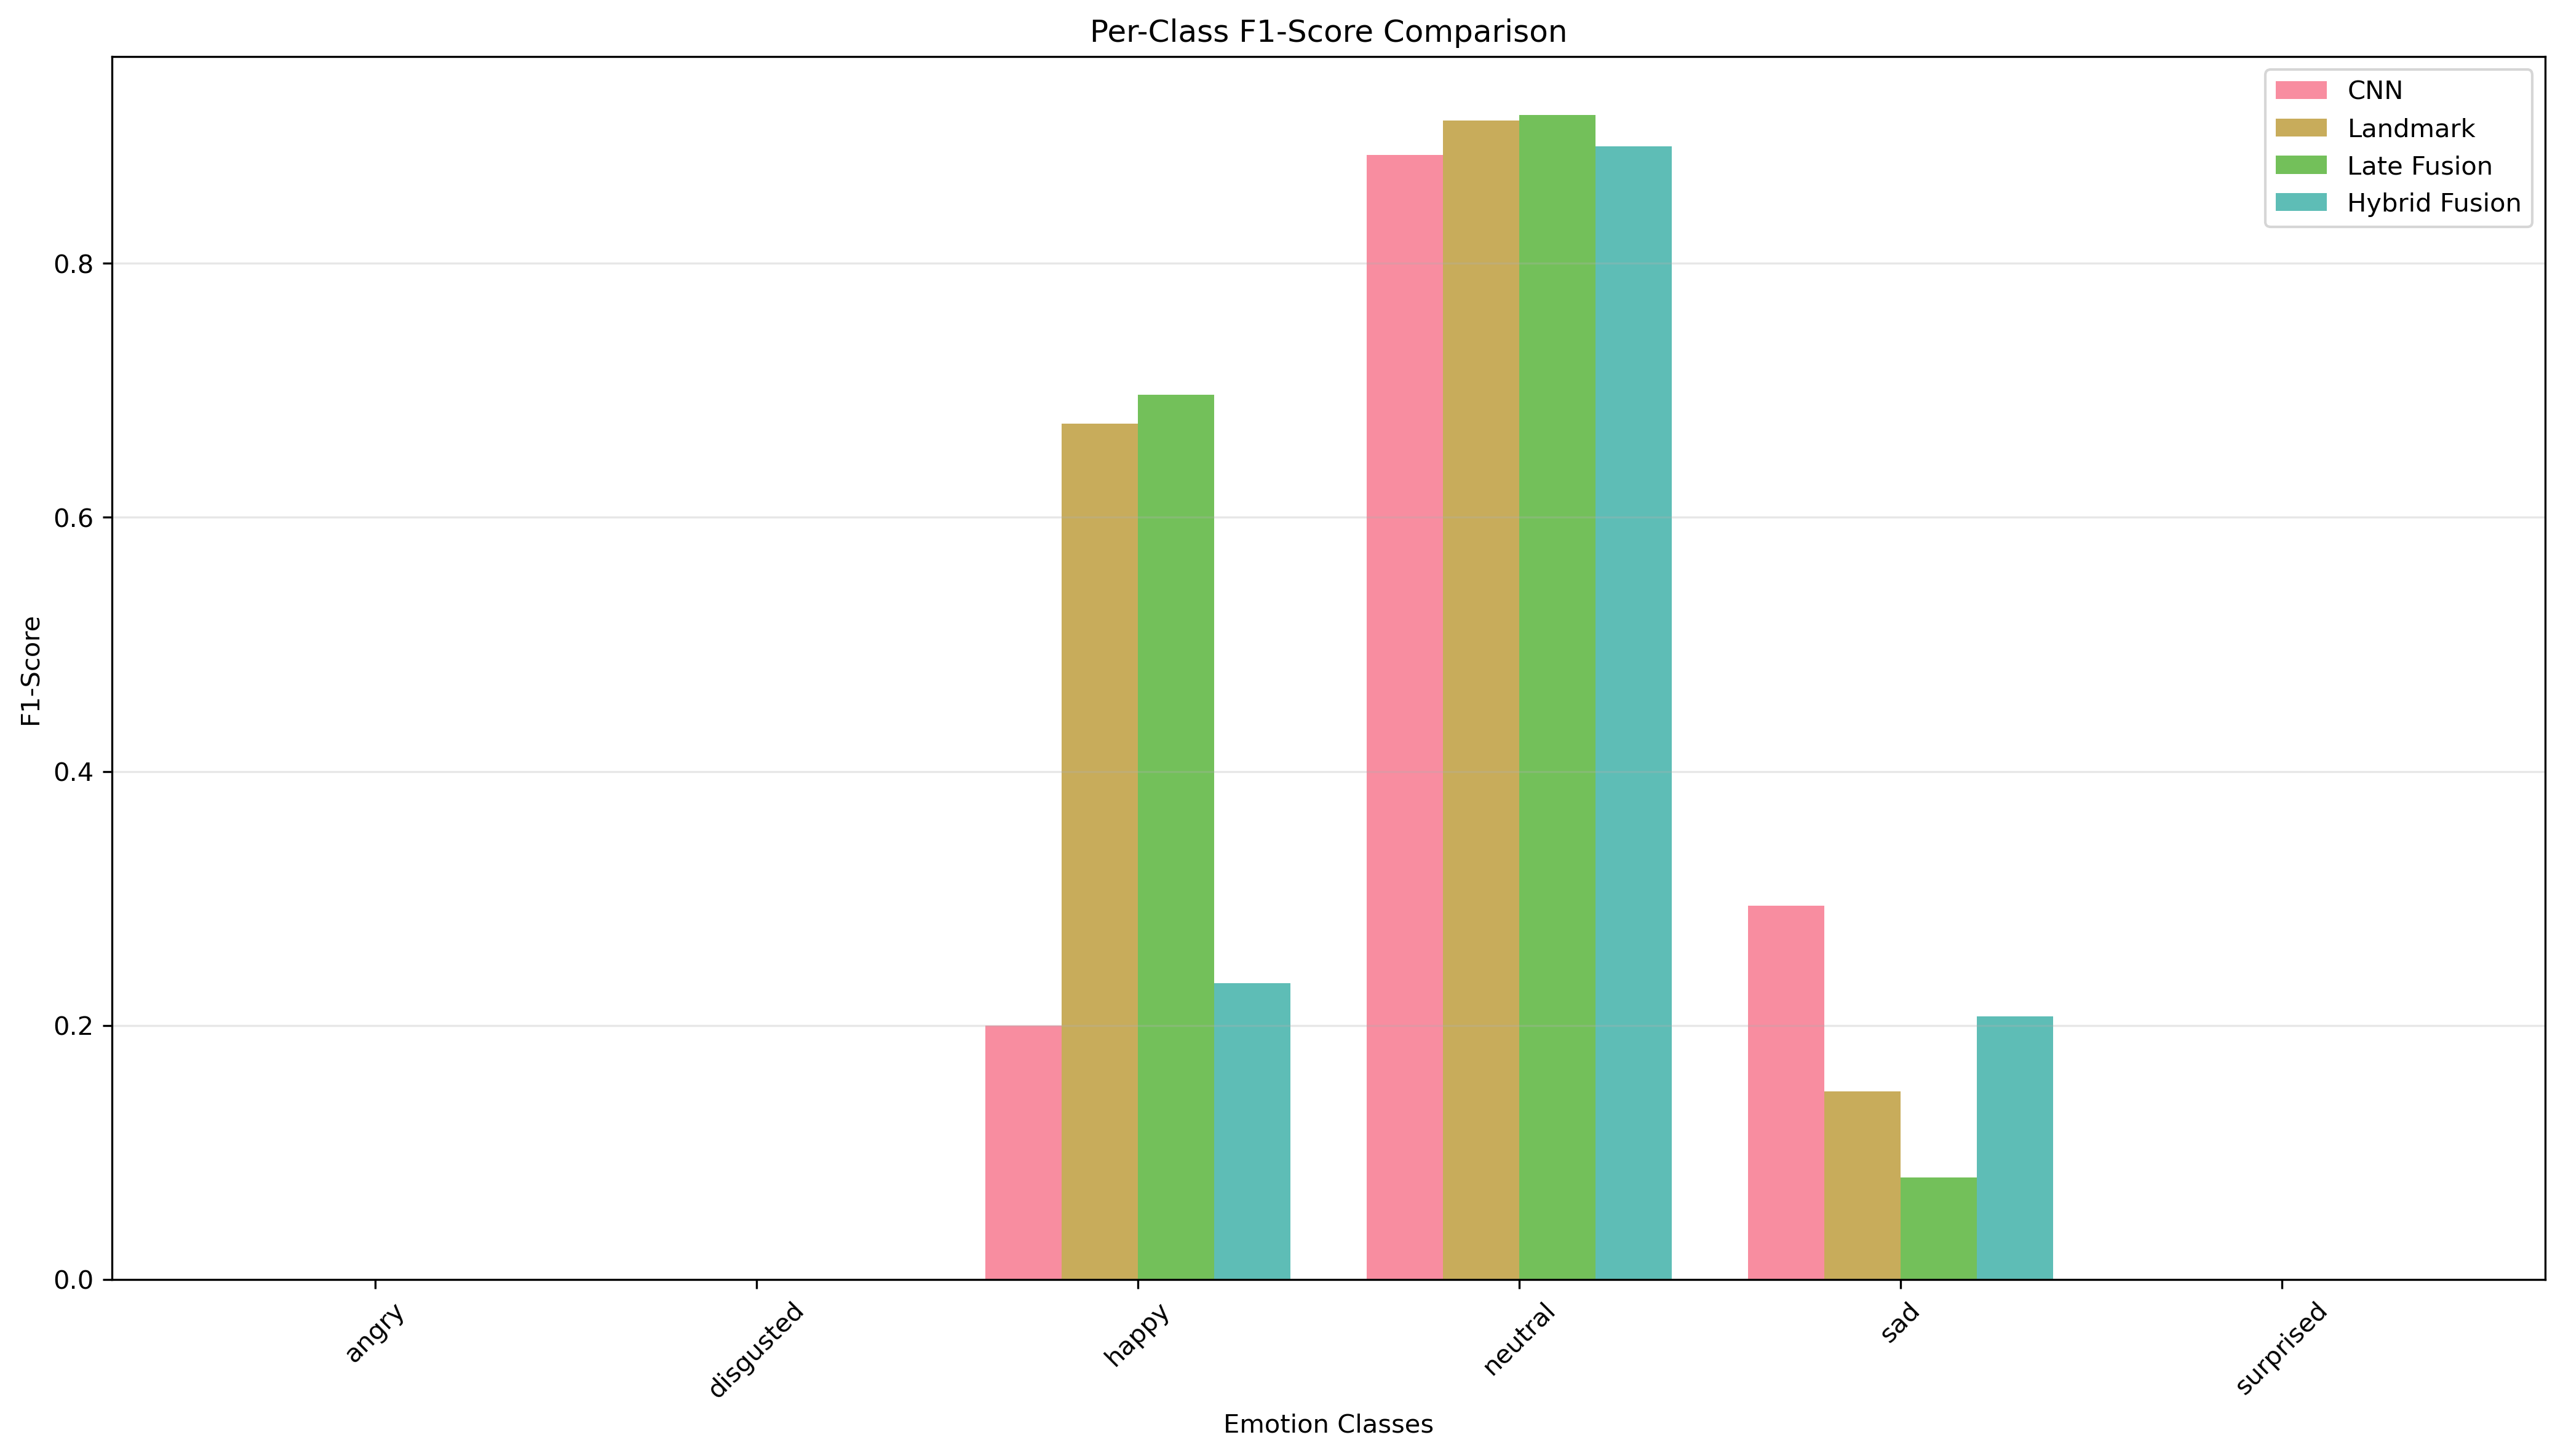 Per-Class F1-Score Comparison
CNN
Landmark
Late Fusion
Hybrid Fusion
F1-Score
0.8
0.6
0.4
0.2
0.0
angry
disgusted
happy
neutral
sad
surprised
Emotion Classes